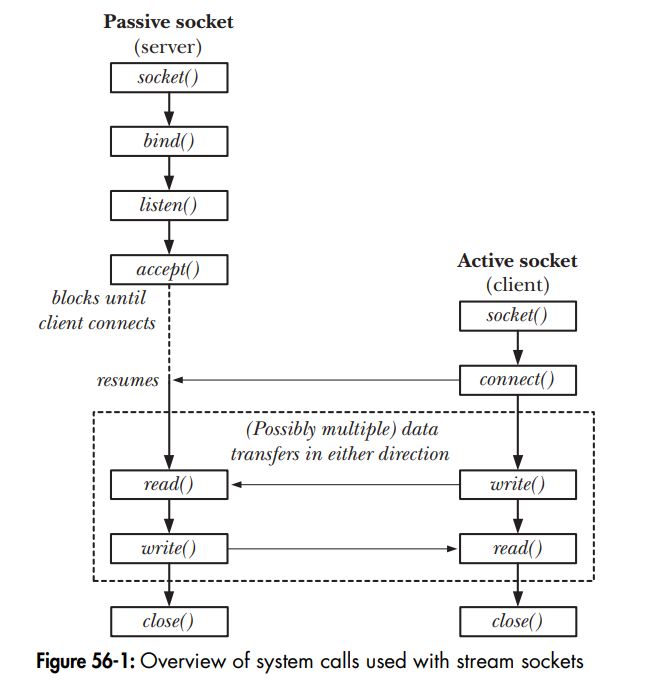 Passive socket
(server)
socket()
bind()
listen()
accept()
blocks until
client connects
resumes
Active socket
(client)
socket()
connect()
(Possibly multiple) data
transfers in either direction
read()
write()
write()
read()
close()
close()
Figure 56-1: Overview of system calls used with stream sockets